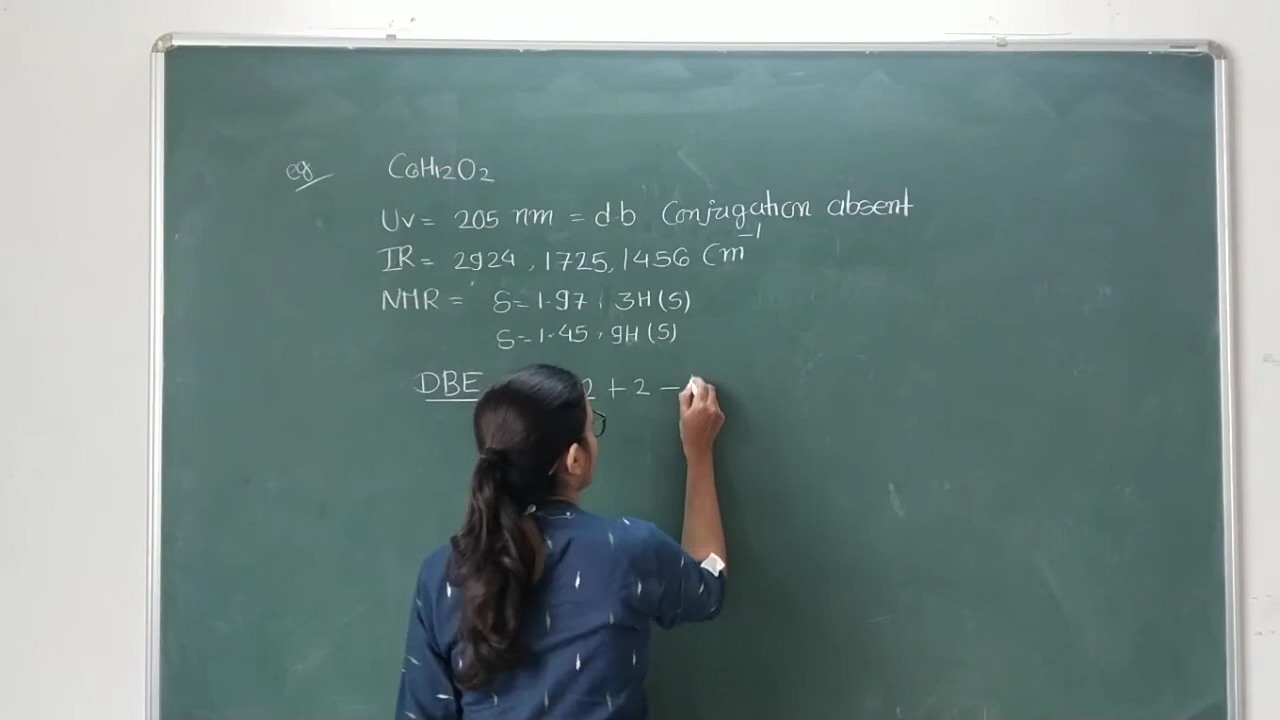 eg C6H12O2
UV = 205 nm = db Conjugation absent
IR = 2924, 1725, 1456 Cm-1
NMR = δ = 1.97, 3H (S)
δ = 1.45, 9H (S)
DBE 2 + 2 -